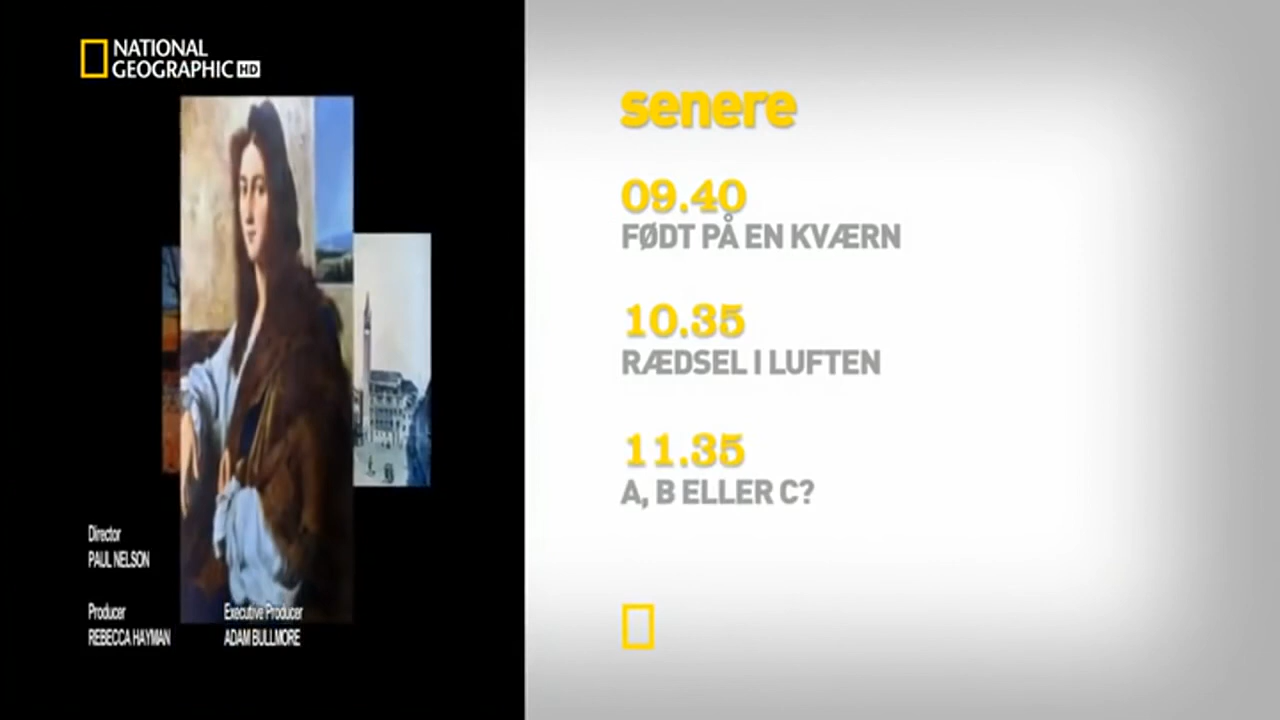 NATIONAL
GEOGRAPHIC HD
Director
PAUL NELSON
Producer
REBECCA HAYMAN
Executive Producer
ADAM BULLMORE
senere
09.40
FØDT PÅ EN KVÆRN
10.35
RÆDSEL I LUFTEN
11.35
A, B ELLER C?